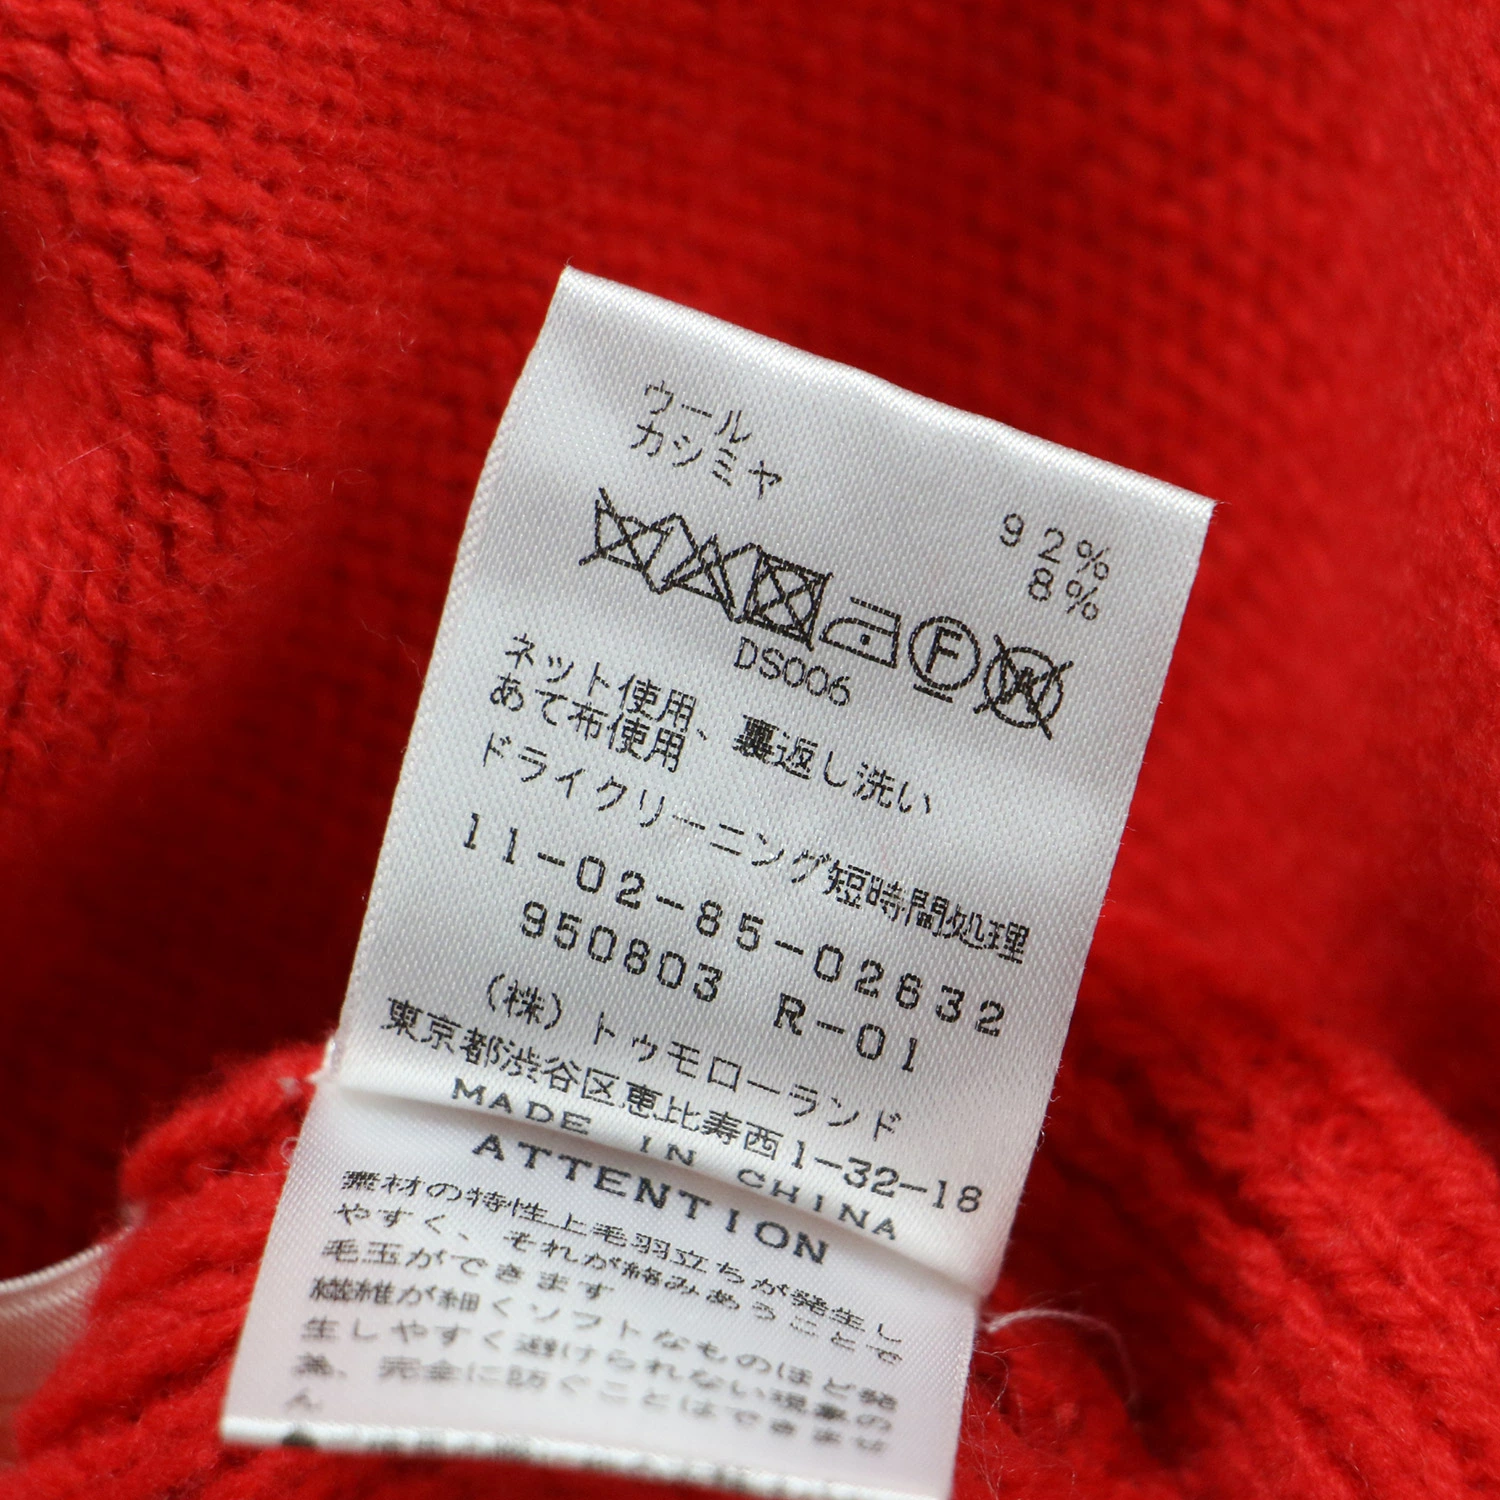 ウール 92%
カシミヤ 8%
F W
DS006
ネット使用、裏返し洗い
あて布使用
ドライクリーニング短時間処理
11-02-85-02632
950803 R-01
(株)トゥモローランド
東京都渋谷区恵比寿西1-32-18
MADE IN CHINA
ATTENTION
素材の特性上毛羽立ちが発生し
やすく、それが絡みあうことで
毛玉ができます
繊維が細くソフトなものほど発
生しやすく避けられない現象の
為、完全に防ぐことはできませ
ん